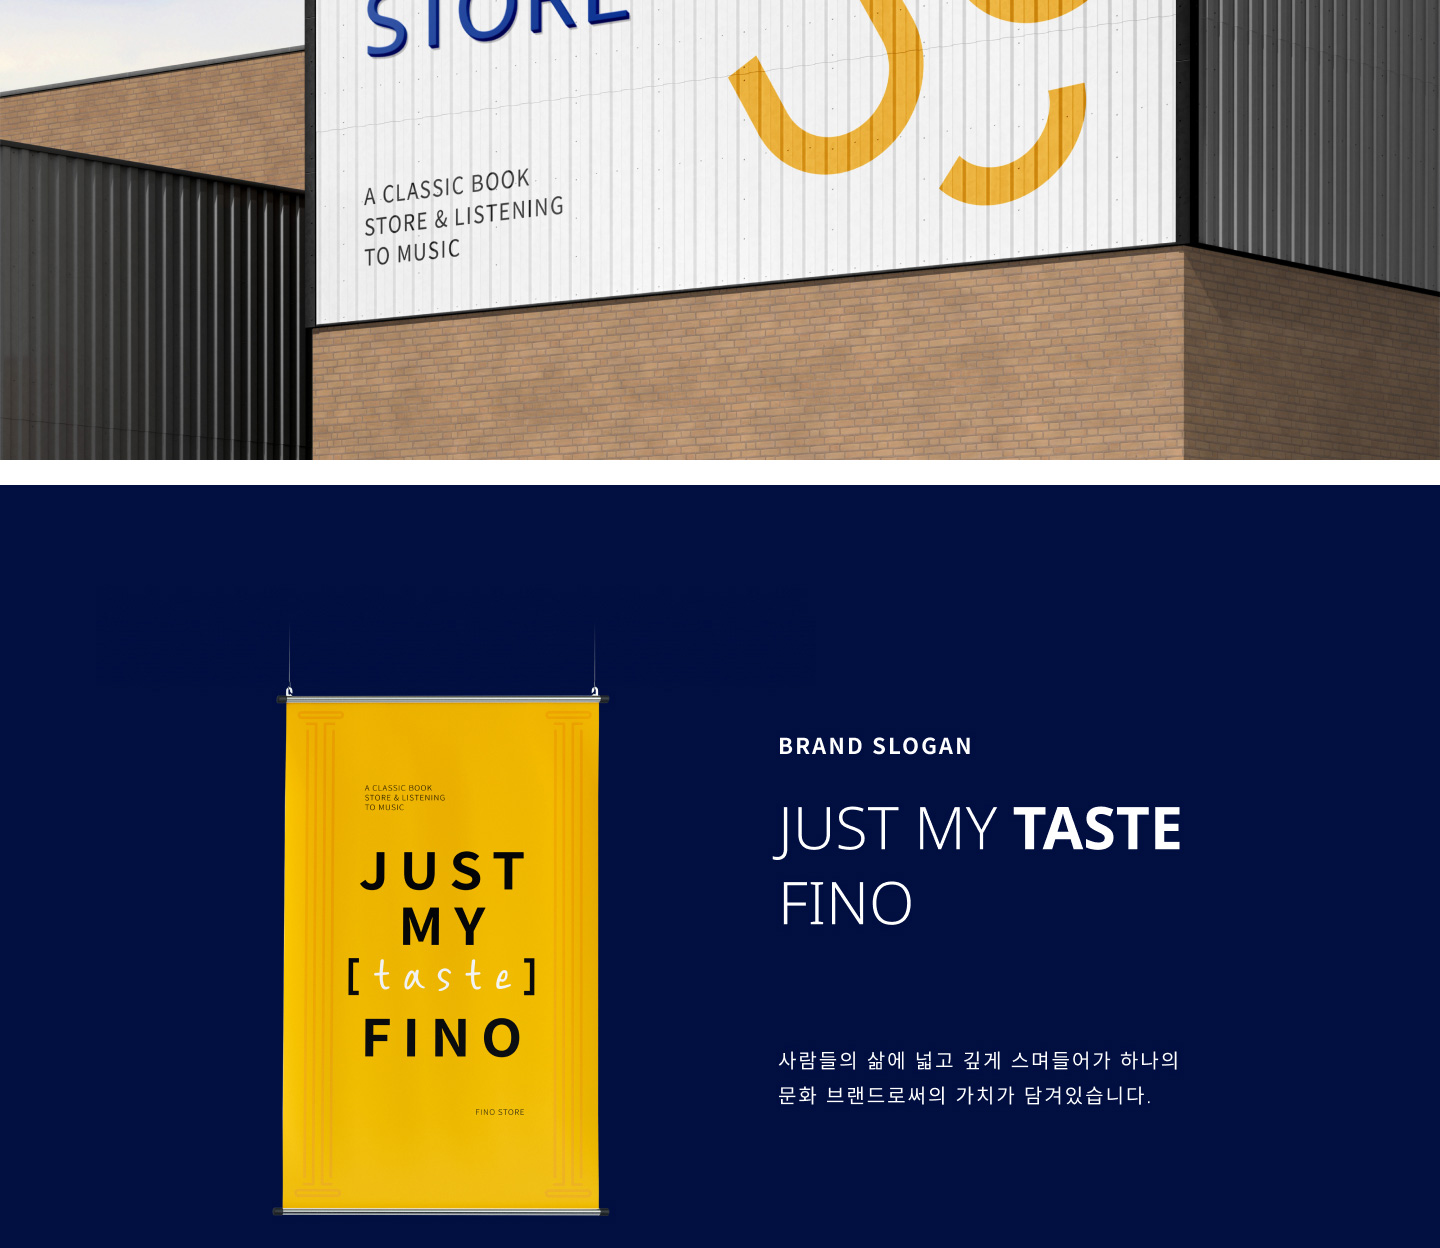 STORE
A CLASSIC BOOK
STORE & LISTENING
TO MUSIC
A CLASSIC BOOK
STORE & LISTENING
TO MUSIC
JUST
MY
[taste]
FINO
FINO STORE
BRAND SLOGAN
JUST MY TASTE
FINO
사람들의 삶에 넓고 깊게 스며들어가 하나의
문화 브랜드로써의 가치가 담겨있습니다.